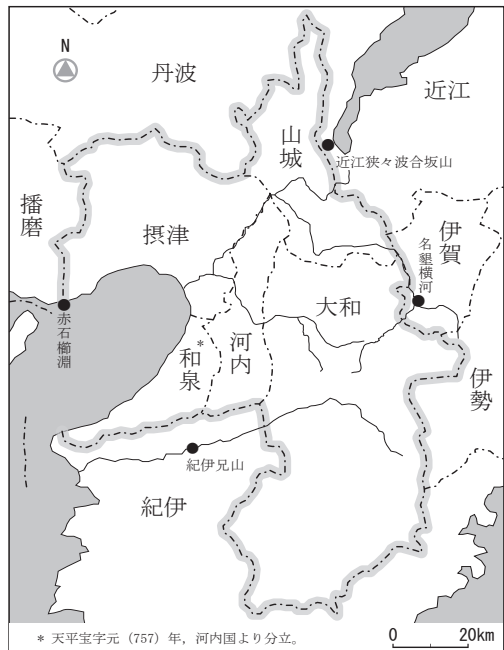 N
丹波
近江
山城
近江狭々波合坂山
播磨
摂津
伊賀
名墾横河
大和
赤石櫛淵
*
和泉
河内
伊勢
紀伊兄山
紀伊
* 天平宝字元(757)年,河内国より分立。
0 20km